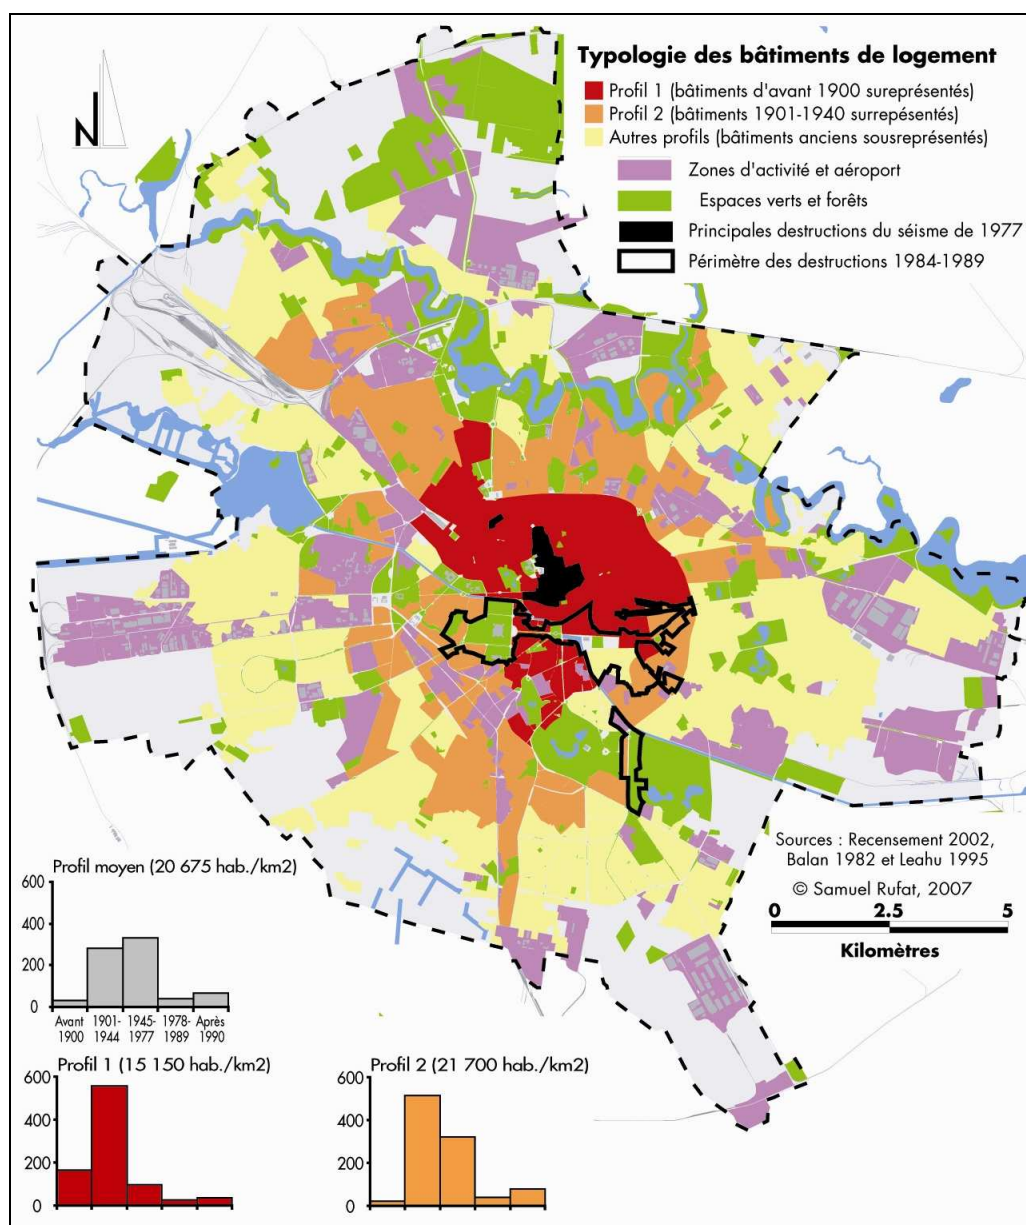 Typologie des bâtiments de logement
Profil 1 (bâtiments d'avant 1900 surreprésentés)
Profil 2 (bâtiments 1901-1940 surrepésentés)
Autres profils (bâtiments anciens sousreprésentés)
Zones d'activité et aéroport
Espaces verts et forêts
Principales destructions du séisme de 1977
Périmètre des destructions 1984-1989
N
Sources : Recensement 2002,
Balan 1982 et Leahu 1995
© Samuel Rufat, 2007
0 2.5 5
Kilomètres
Profil moyen (20 675 hab./km2)
600
400
200
0
Avant 1901- 1945- 1978- Après
1900 1944 1977 1989 1990
Profil 1 (15 150 hab./km2)
600
400
200
0
Profil 2 (21 700 hab./km2)
600
400
200
0